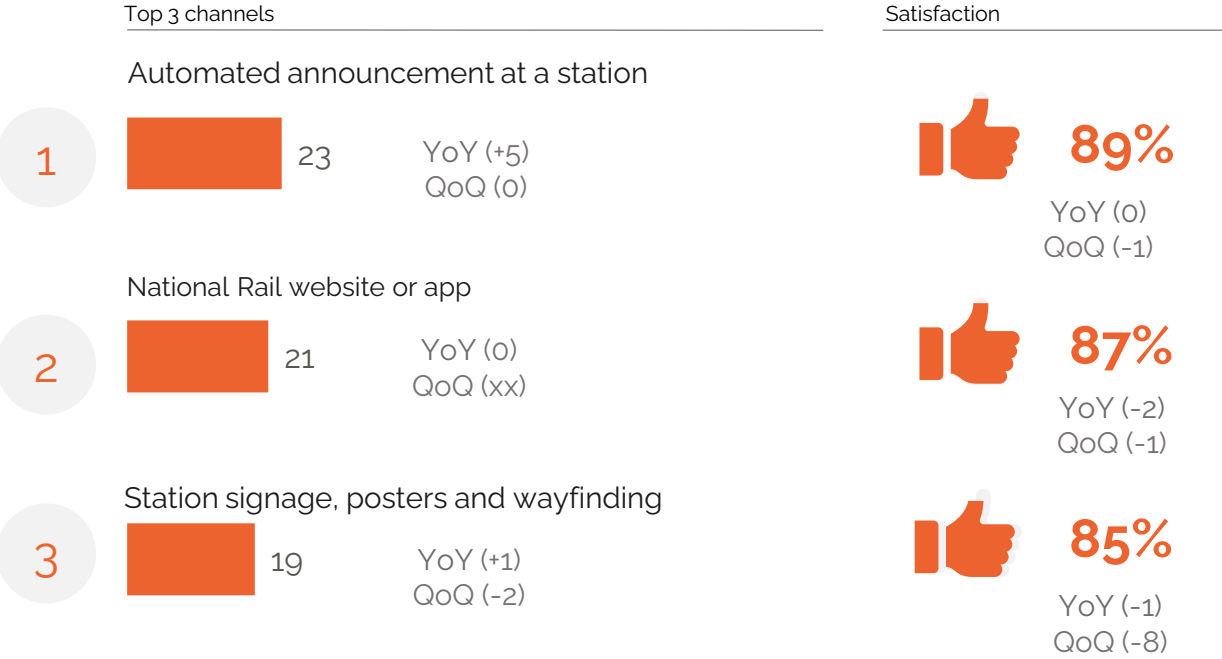 Top 3 channels
Satisfaction
Automated announcement at a station
1
23
YoY (+5)
QoQ (0)
89%
YoY (0)
QoQ (-1)
National Rail website or app
2
21
YoY (0)
QoQ (xx)
87%
YoY (-2)
QoQ (-1)
Station signage, posters and wayfinding
3
19
YoY (+1)
QoQ (-2)
85%
YoY (-1)
QoQ (-8)